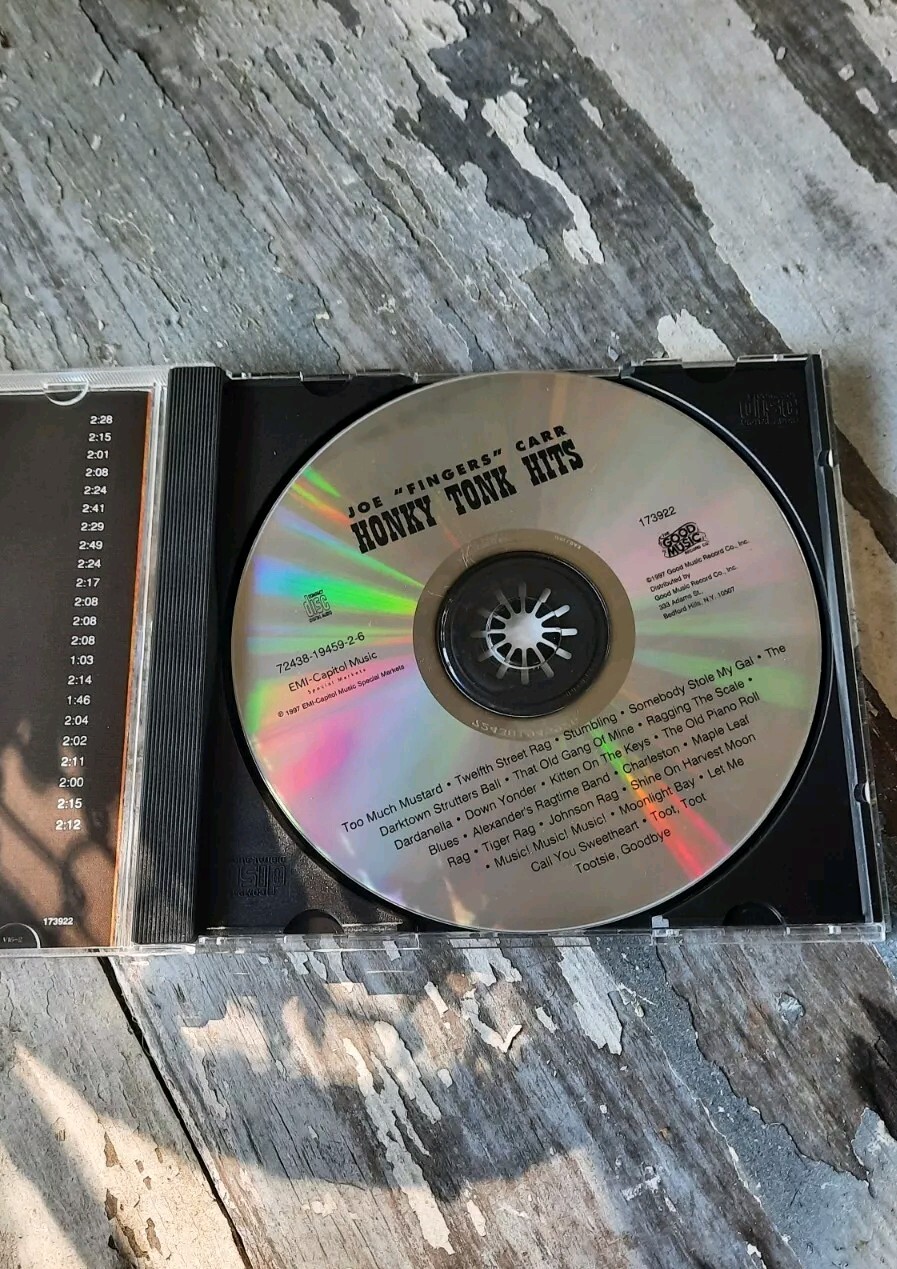 2:28
2:15
2:01
2:08
2:24
2:41
2:29
2:49
2:24
2:17
2:08
2:08
2:08
1:03
2:14
1:46
2:04
2:02
2:11
2:00
2:15
2:12
173922
JOE "FINGERS" CARR
HONKY TONK HITS
COMPACT
disc
DIGITAL AUDIO
72438-19459-2-6
EMI-Capitol Music
Special Markets
℗ 1997 EMI-Capitol Music Special Markets
173922
THE
GOOD
MUSIC
RECORD CO.
©1997 Good Music Record Co., Inc.
Distributed by
Good Music Record Co., Inc.
333 Adams St.,
Bedford Hills, N.Y. 10507
Too Much Mustard • Twelfth Street Rag • Stumbling • Somebody Stole My Gal • The
Darktown Strutters Ball • That Old Gang Of Mine • Ragging The Scale •
Dardanella • Down Yonder • Kitten On The Keys • The Old Piano Roll
Blues • Alexander's Ragtime Band • Charleston • Maple Leaf
Rag • Tiger Rag • Johnson Rag • Shine On Harvest Moon
• Music! Music! Music! • Moonlight Bay • Let Me
Call You Sweetheart • Toot, Toot
Tootsie, Goodbye
disc